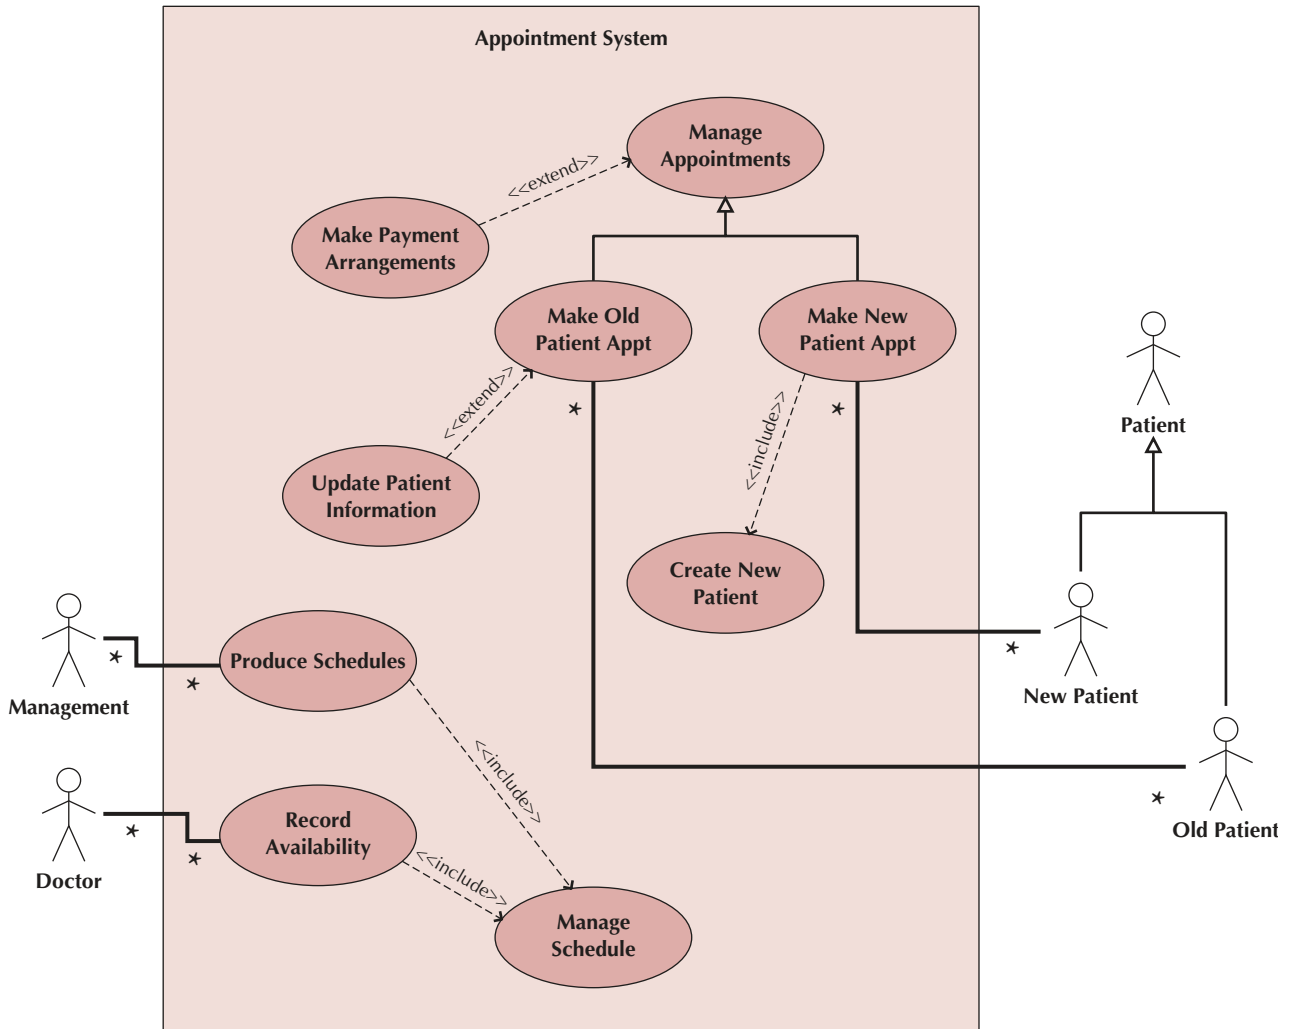 Appointment System
Manage
Appointments
<<extend>>
Make Payment
Arrangements
Make Old
Patient Appt
Make New
Patient Appt
*
*
<<extend>>
<<include>>
Patient
Update Patient
Information
Create New
Patient
Produce Schedules
*
*
Management
*
New Patient
<<include>>
*
Old Patient
Record
Availability
*
*
Doctor
<<include>>
Manage
Schedule